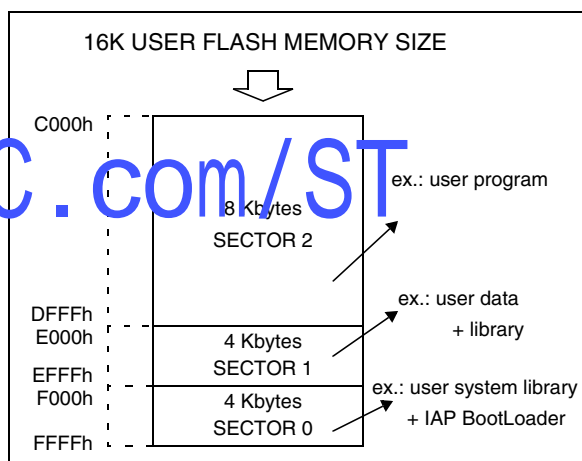 16K USER FLASH MEMORY SIZE
C000h
C.com/ST
ex.: user program
8 Kbytes
SECTOR 2
DFFFh
E000h
ex.: user data
+ library
4 Kbytes
SECTOR 1
EFFFh
F000h
ex.: user system library
+ IAP BootLoader
4 Kbytes
SECTOR 0
FFFFh